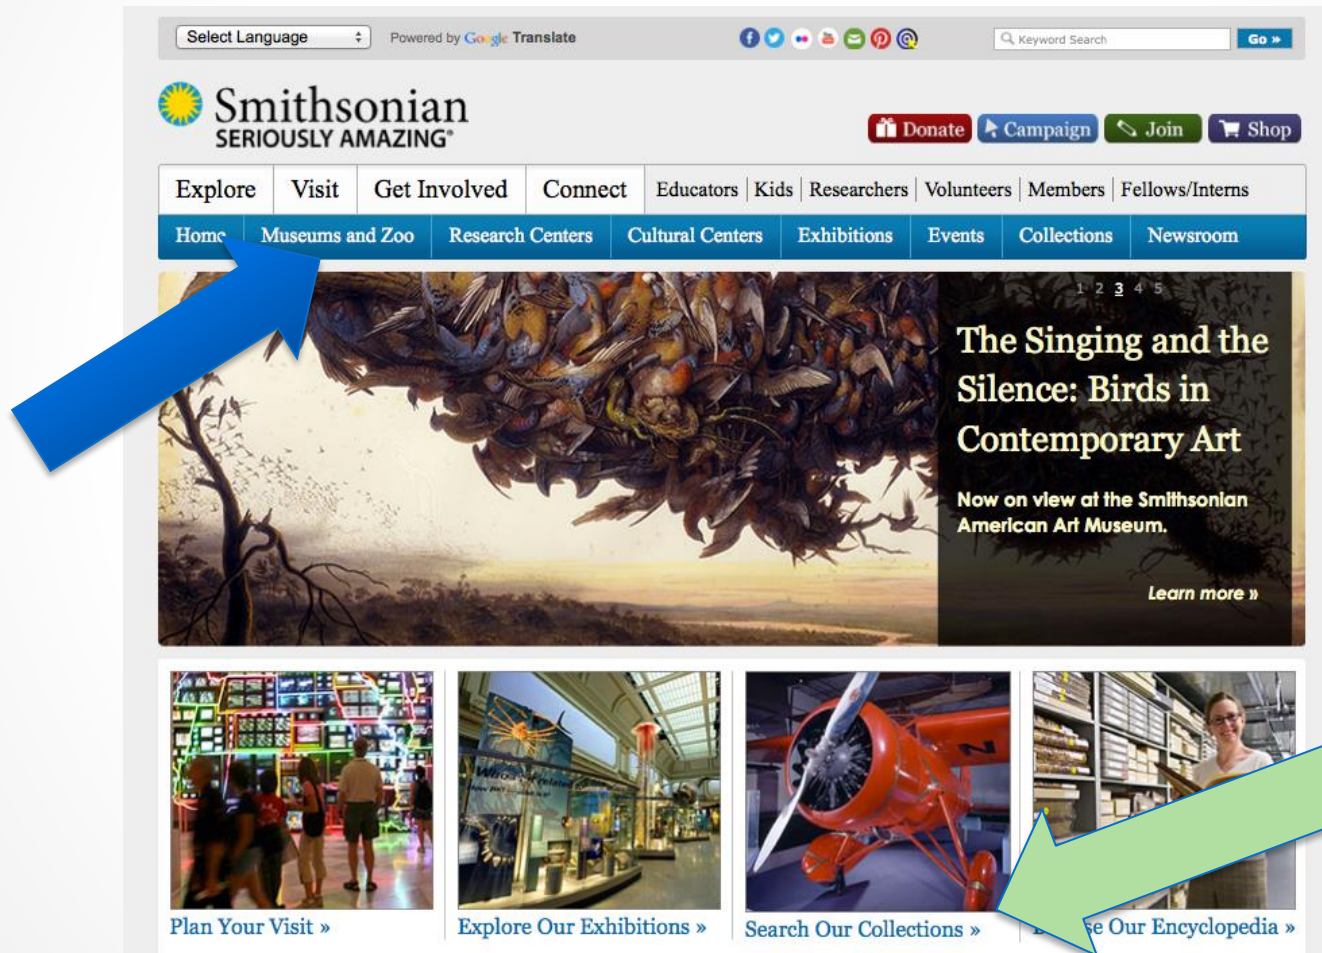 Select Language
Powered by Google Translate
Keyword Search
Go »
Smithsonian
SERIOUSLY AMAZING®
Donate
Campaign
Join
Shop
Explore Visit Get Involved Connect Educators | Kids | Researchers | Volunteers | Members | Fellows/Interns
Home Museums and Zoo Research Centers Cultural Centers Exhibitions Events Collections Newsroom
1 2 3 4 5
The Singing and the
Silence: Birds in
Contemporary Art
Now on view at the Smithsonian
American Art Museum.
Learn more »
Plan Your Visit »
Explore Our Exhibitions »
Search Our Collections »
Our Encyclopedia »